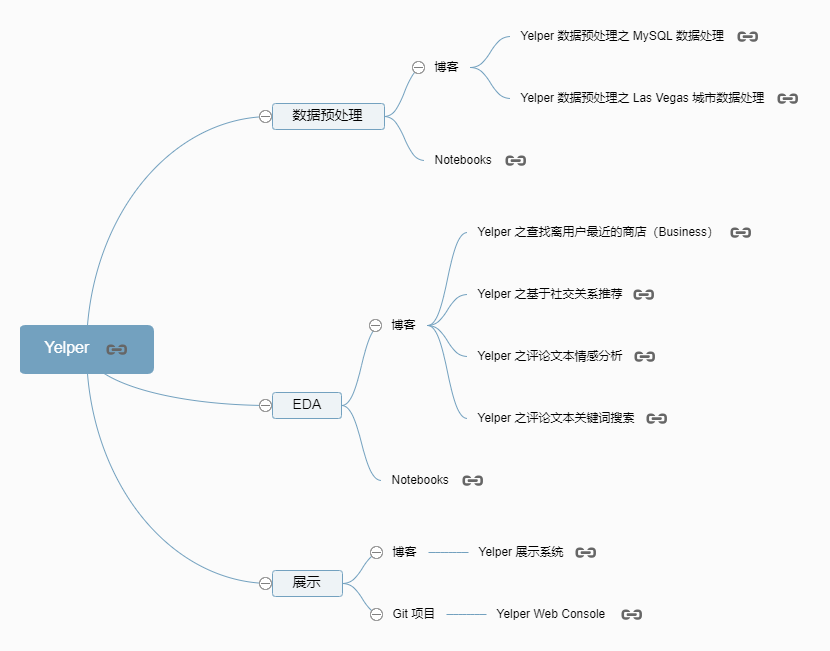 Yelper 数据预处理之 MySQL 数据处理
博客
Yelper 数据预处理之 Las Vegas 城市数据处理
数据预处理
Notebooks
Yelper 之查找离用户最近的商店（Business）
Yelper 之基于社交关系推荐
博客
Yelper
Yelper 之评论文本情感分析
EDA
Yelper 之评论文本关键词搜索
Notebooks
博客
Yelper 展示系统
展示
Git 项目
Yelper Web Console